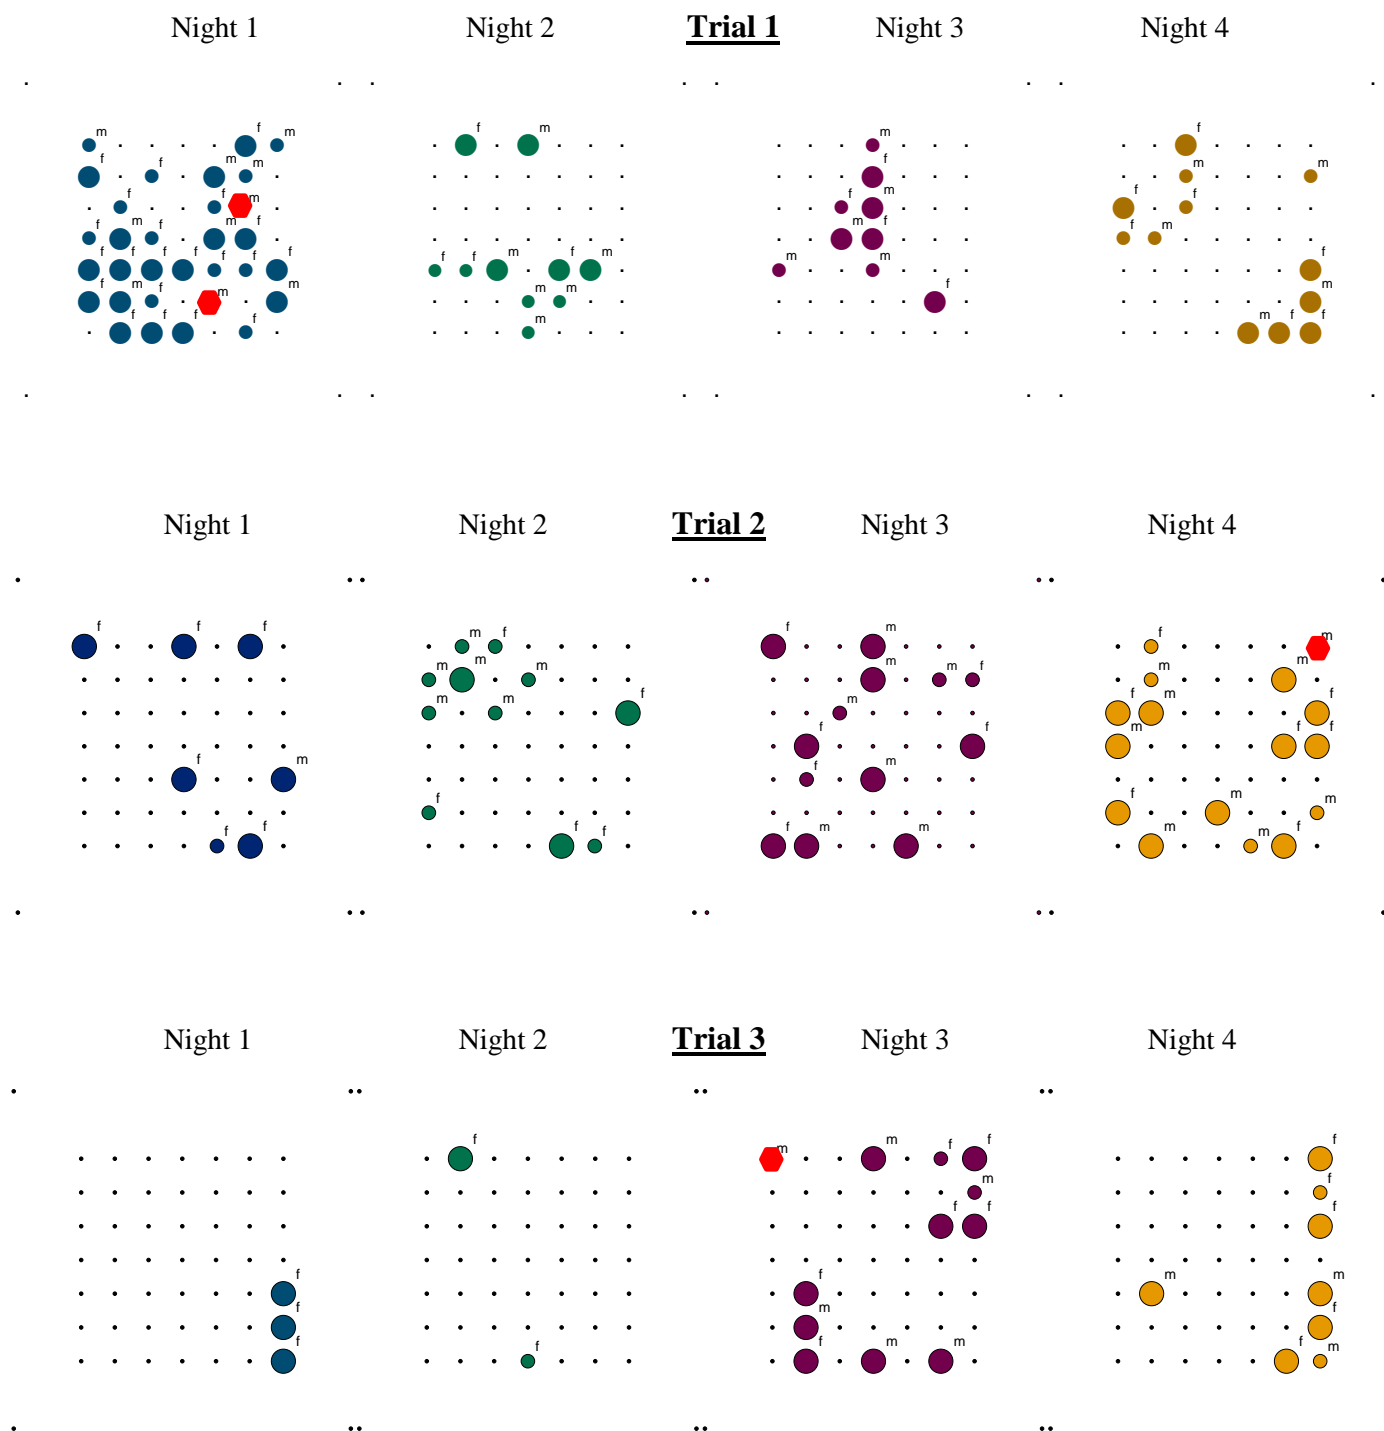 Night 1 Night 2 Trial 1 Night 3 Night 4
m f m f m m f
f f m m f m m
f f m f m f f
f m f m f m f f m
f f f f f f f f f m f m m m f
f m f m m m m f m
f f f f m m f f
Night 1 Night 2 Trial 2 Night 3 Night 4
f f f m f f m f m
m m m m m f m m
m m f m f m f
f f m f f
f m f m
f f m m
f f f f f m m m m f
Night 1 Night 2 Trial 3 Night 3 Night 4
f m m f f f
m f
f f f
f f m m
f m f
f f f m m f m